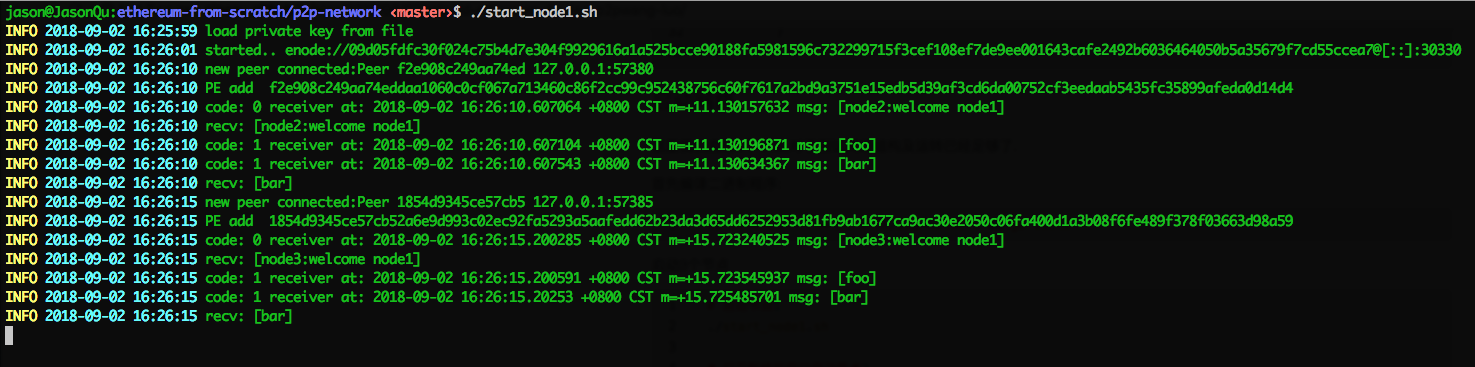 jason@JasonQu:ethereum-from-scratch/p2p-network <master>$ ./start_node1.sh
INFO 2018-09-02 16:25:59 load private key from file
INFO 2018-09-02 16:26:01 started.. enode://09d05fdfc30f024c75b4d7e304f9929616a1a525bcce90188fa5981596c732299715f3cef108ef7de9ee001643cafe2492b6036464050b5a35679f7cd55ccea7@[::]:30330
INFO 2018-09-02 16:26:10 new peer connected:Peer f2e908c249aa74ed 127.0.0.1:57380
INFO 2018-09-02 16:26:10 PE add  f2e908c249aa74eddaa1060c0cf067a713460c86f2cc99c952438756c60f7617a2bd9a3751e15edb5d39af3cd6da00752cf3eedaab5435fc35899afeda0d14d4
INFO 2018-09-02 16:26:10 code: 0 receiver at: 2018-09-02 16:26:10.607064 +0800 CST m=+11.130157632 msg: [node2:welcome node1]
INFO 2018-09-02 16:26:10 recv: [node2:welcome node1]
INFO 2018-09-02 16:26:10 code: 1 receiver at: 2018-09-02 16:26:10.607104 +0800 CST m=+11.130196871 msg: [foo]
INFO 2018-09-02 16:26:10 code: 1 receiver at: 2018-09-02 16:26:10.607543 +0800 CST m=+11.130634367 msg: [bar]
INFO 2018-09-02 16:26:10 recv: [bar]
INFO 2018-09-02 16:26:15 new peer connected:Peer 1854d9345ce57cb5 127.0.0.1:57385
INFO 2018-09-02 16:26:15 PE add  1854d9345ce57cb52a6e9d993c02ec92fa5293a5aafedd62b23da3d65dd6252953d81fb9ab1677ca9ac30e2050c06fa400d1a3b08f6fe489f378f03663d98a59
INFO 2018-09-02 16:26:15 code: 0 receiver at: 2018-09-02 16:26:15.200285 +0800 CST m=+15.723240525 msg: [node3:welcome node1]
INFO 2018-09-02 16:26:15 recv: [node3:welcome node1]
INFO 2018-09-02 16:26:15 code: 1 receiver at: 2018-09-02 16:26:15.200591 +0800 CST m=+15.723545937 msg: [foo]
INFO 2018-09-02 16:26:15 code: 1 receiver at: 2018-09-02 16:26:15.20253 +0800 CST m=+15.725485701 msg: [bar]
INFO 2018-09-02 16:26:15 recv: [bar]